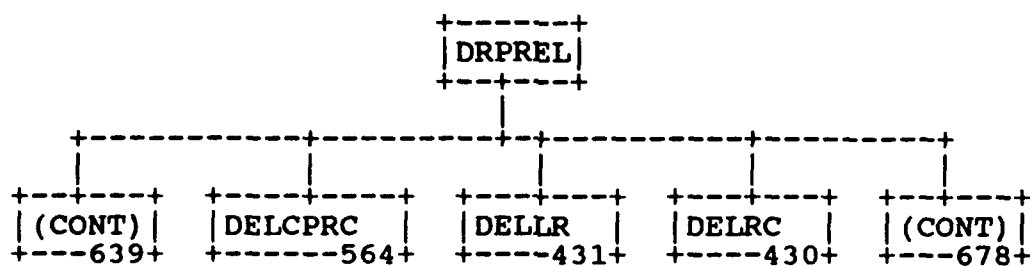 DRPREL
(CONT) DELCPRC DELLR DELRC (CONT)
639 564 431 430 678